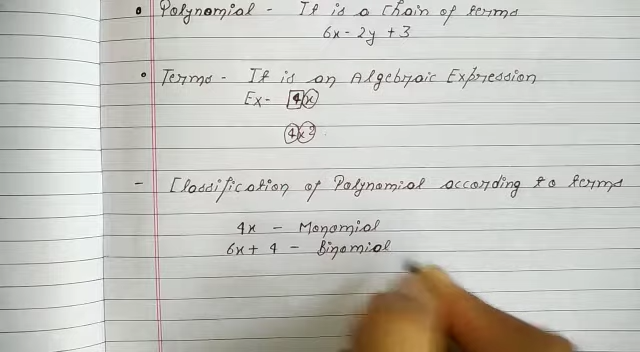 • Polynomial - It is a Chain of terms
6x - 2y + 3
• Terms - It is an Algebraic Expression
Ex- 4x
4x2
- Classification of Polynomial according to terms
4x - Monomial
6x + 4 - Binomial